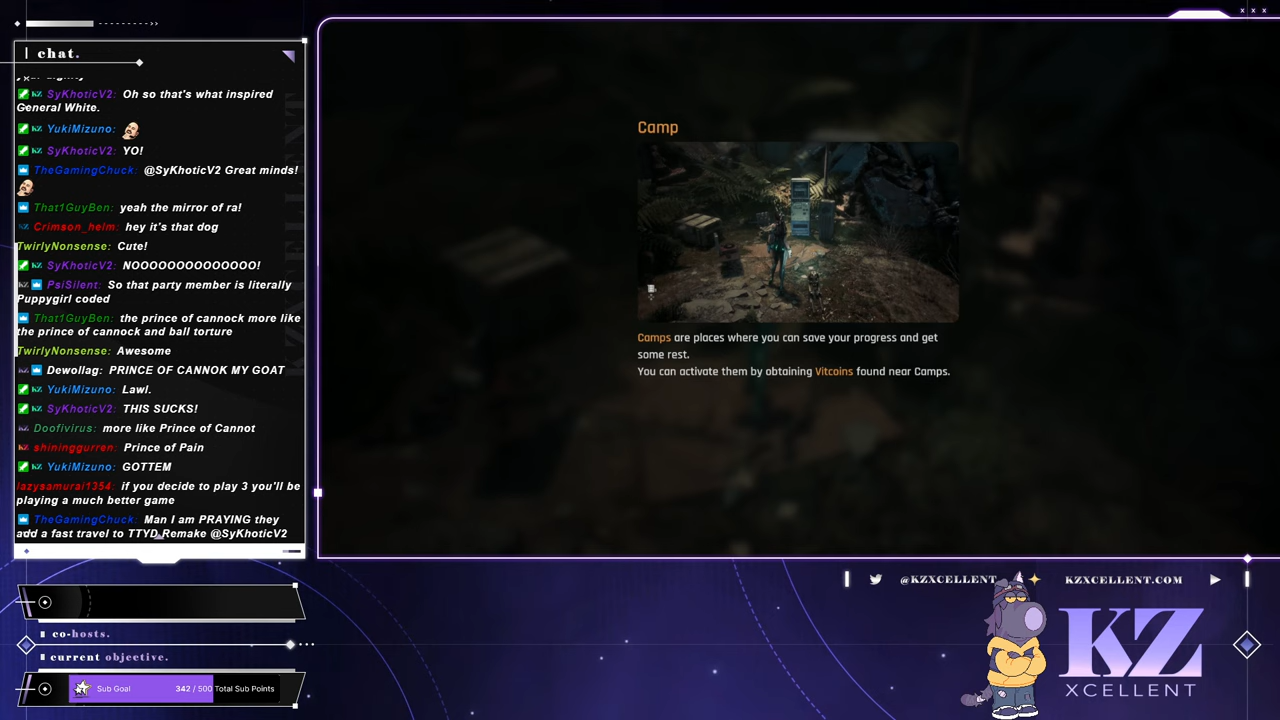 chat.
SyKhoticV2: Oh so that's what inspired
General White.
YukiMizuno:
SyKhoticV2: YO!
TheGamingChuck: @SyKhoticV2 Great minds!
That1GuyBen: yeah the mirror of ra!
Crimson_helm: hey it's that dog
TwirlyNonsense: Cute!
SyKhoticV2: NOOOOOOOOOOOOOO!
PsiSilent: So that party member is literally
Puppygirl coded
That1GuyBen: the prince of cannock more like
the prince of cannock and ball torture
TwirlyNonsense: Awesome
Dewollag: PRINCE OF CANNOK MY GOAT
YukiMizuno: Lawl.
SyKhoticV2: THIS SUCKS!
Doofivirus: more like Prince of Cannot
shininggurren: Prince of Pain
YukiMizuno: GOTTEM
lazysamurai1354: if you decide to play 3 you'll be
playing a much better game
TheGamingChuck: Man I am PRAYING they
add a fast travel to TTYD Remake @SyKhoticV2
co-hosts.
current objective.
Sub Goal 342 / 500 Total Sub Points
Camp
Camps are places where you can save your progress and get
some rest.
You can activate them by obtaining Vitcoins found near Camps.
@KZXCELLENT
KZXCELLENT.COM
KZ
XCELLENT